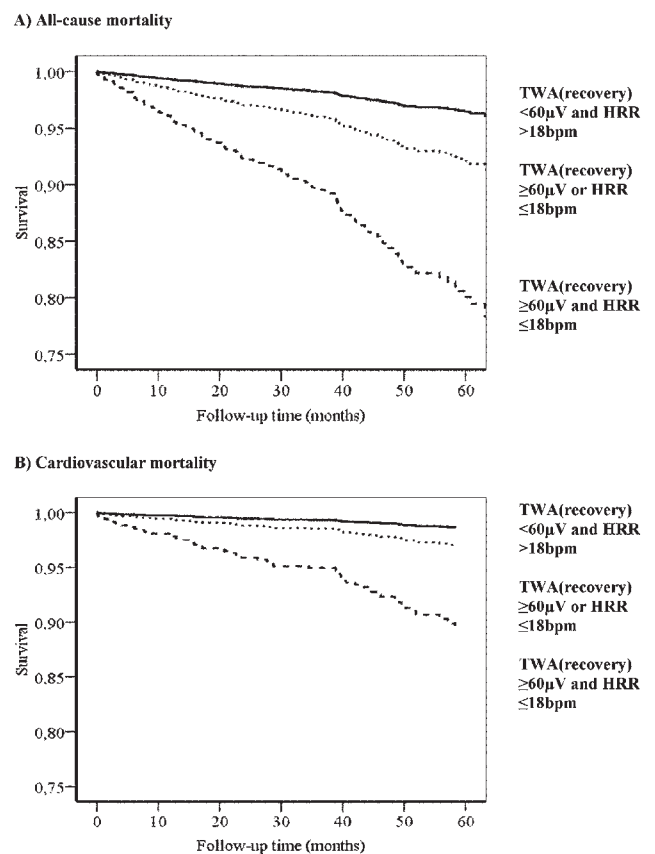 A) All-cause mortality
1,00
0,95
0,90
0,85
0,80
0,75
Survival
0 10 20 30 40 50 60
Follow-up time (months)
TWA(recovery)
<60µV and HRR
>18bpm
TWA(recovery)
≥60µV or HRR
≤18bpm
TWA(recovery)
≥60µV and HRR
≤18bpm
B) Cardiovascular mortality
1,00
0,95
0,90
0,85
0,80
0,75
Survival
0 10 20 30 40 50 60
Follow-up time (months)
TWA(recovery)
<60µV and HRR
>18bpm
TWA(recovery)
≥60µV or HRR
≤18bpm
TWA(recovery)
≥60µV and HRR
≤18bpm